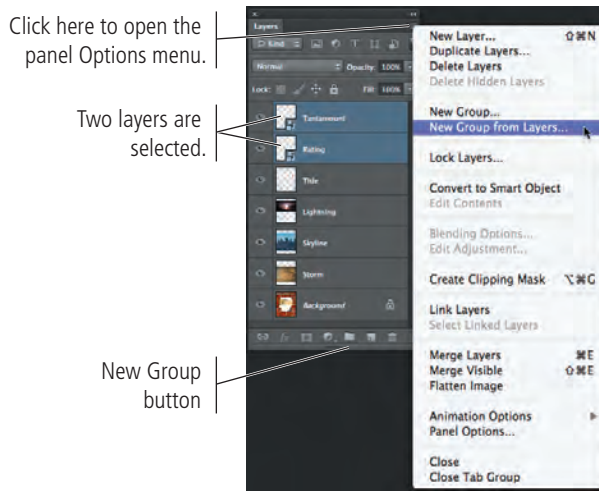 Click here to open the
panel Options menu.
Two layers are
selected.
New Group
button
Layers
Kind
Normal
Opacity: 100%
Lock:
Fill: 100%
Tantamount
Rating
Title
Lightning
Skyline
Storm
Background
fx
New Layer... ⇧⌘N
Duplicate Layers...
Delete Layers
Delete Hidden Layers
New Group...
New Group from Layers...
Lock Layers...
Convert to Smart Object
Edit Contents
Blending Options...
Edit Adjustment...
Create Clipping Mask ⌥⌘G
Link Layers
Select Linked Layers
Merge Layers ⌘E
Merge Visible ⇧⌘E
Flatten Image
Animation Options
Panel Options...
Close
Close Tab Group